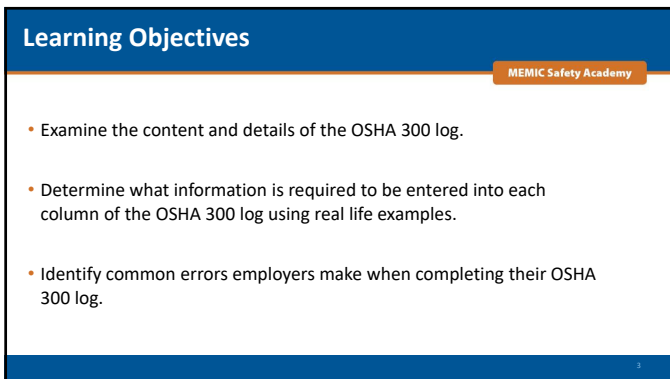 Learning Objectives
MEMIC Safety Academy
• Examine the content and details of the OSHA 300 log.
• Determine what information is required to be entered into each
column of the OSHA 300 log using real life examples.
• Identify common errors employers make when completing their OSHA
300 log.
3